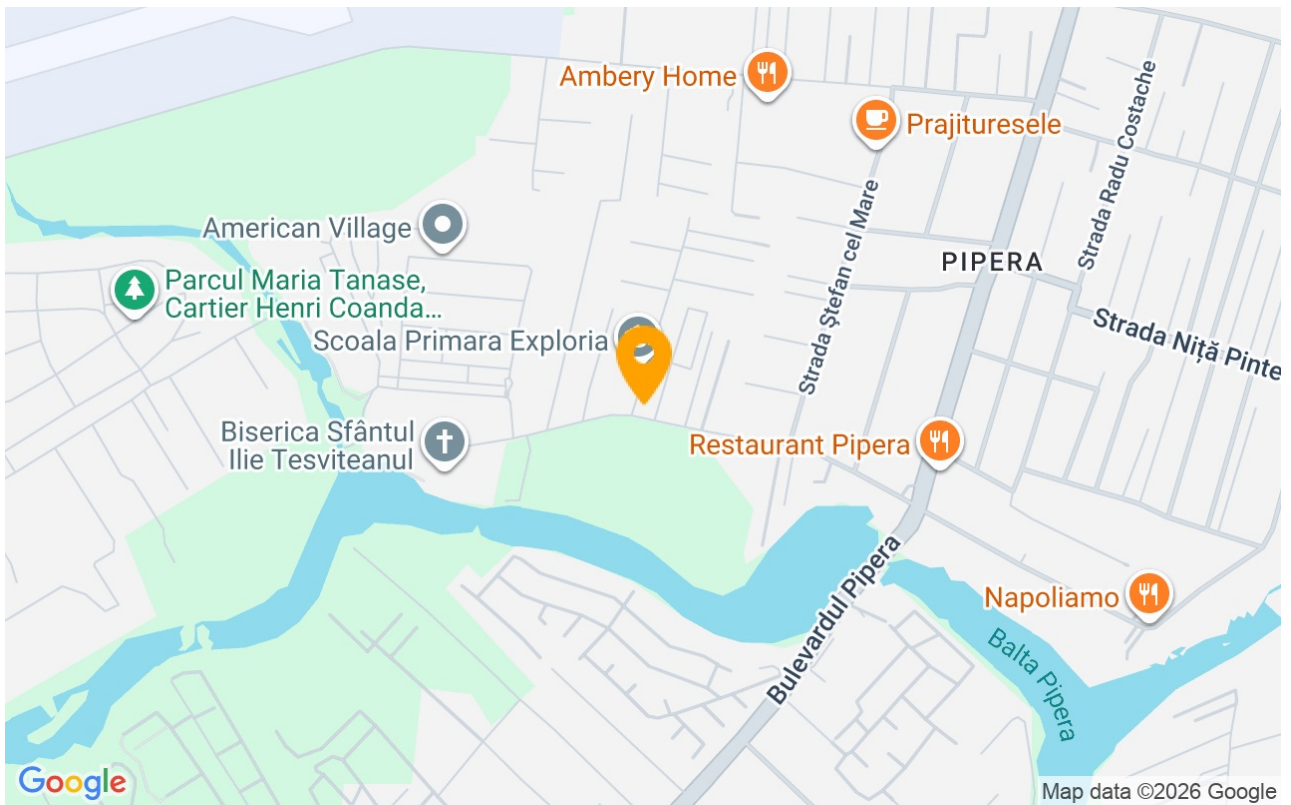 Ambery Home
Prajituresele
Strada Radu Costache
American Village
Strada Ștefan cel Mare
PIPERA
Parcul Maria Tanase,
Cartier Henri Coanda...
Scoala Primara Exploria
Strada Niță Pinte
Biserica Sfântul
Ilie Tesviteanul
Restaurant Pipera
Bulevardul Pipera
Napoliamo
Balta Pipera
Google
Map data ©2026 Google